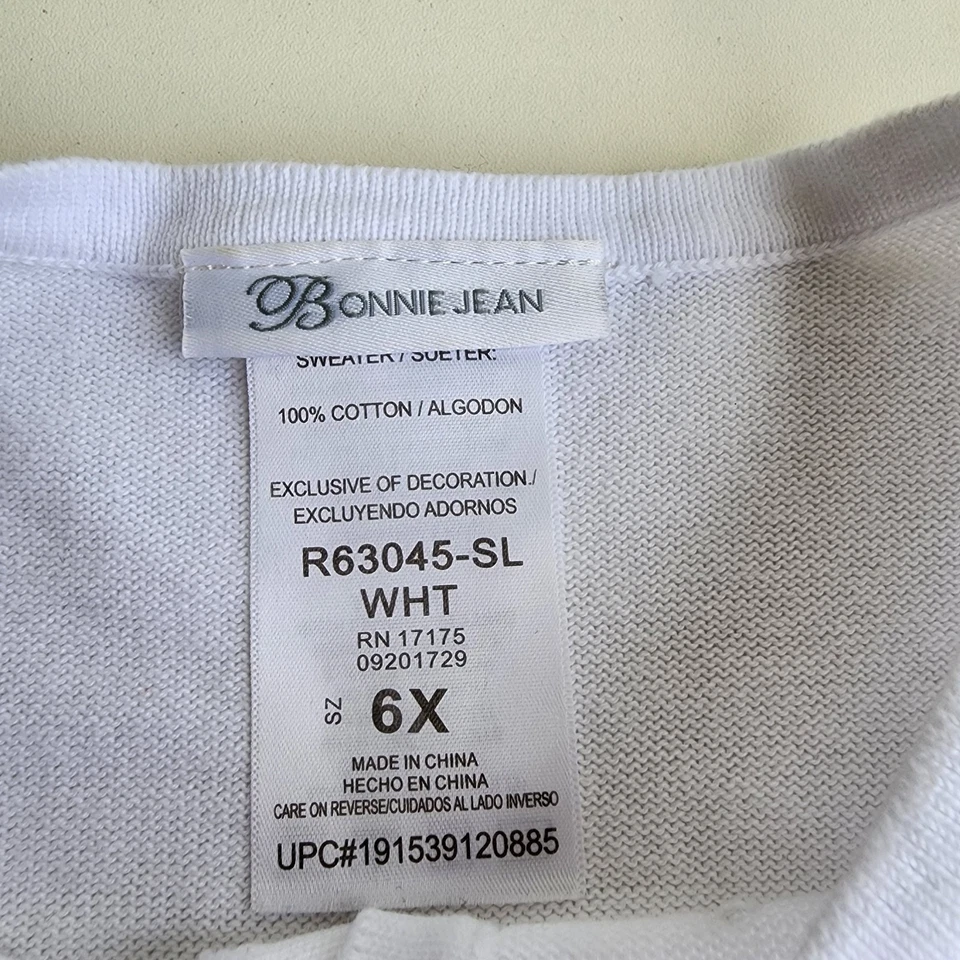 BONNIE JEAN
SWEATER / SUETER:
100% COTTON / ALGODON
EXCLUSIVE OF DECORATION./
EXCLUYENDO ADORNOS
R63045-SL
WHT
RN 17175
09201729
SZ 6X
MADE IN CHINA
HECHO EN CHINA
CARE ON REVERSE/CUIDADOS AL LADO INVERSO
UPC#191539120885